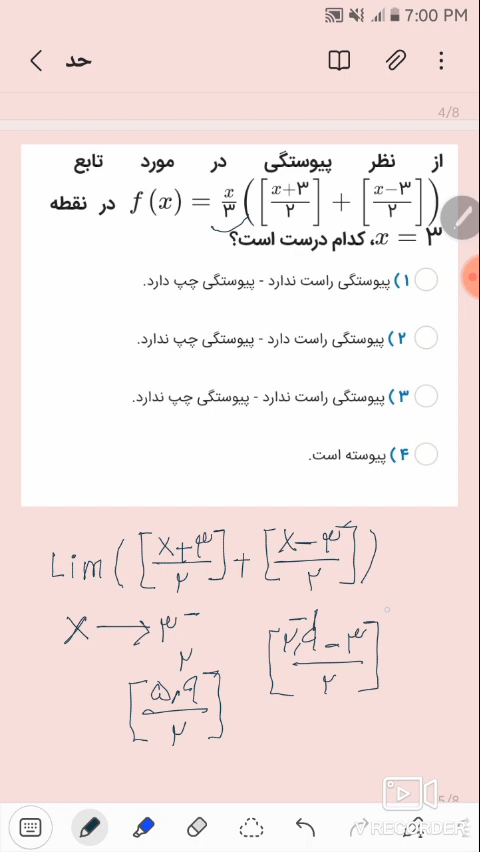 7:00 PM
حد
4/8
از نظر پیوستگی در مورد تابع
f(x) = x/۳ ([x+۳/۲] + [x−۳/۲]) در نقطه
x = ۳، کدام درست است؟
۱) پیوستگی راست ندارد - پیوستگی چپ دارد.
۲) پیوستگی راست دارد - پیوستگی چپ ندارد.
۳) پیوستگی راست ندارد - پیوستگی چپ ندارد.
۴) پیوسته است.
Lim ([x+۳/۲] + [x−۳/۲])
x → ۳⁻
۲
[۵,۹/۲] [۲,۹−۳/۲]
5/8
RECORDER